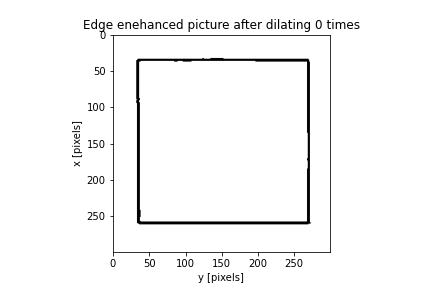 Edge enehanced picture after dilating 0 times
0
50
100
150
200
250
x [pixels]
0 50 100 150 200 250
y [pixels]